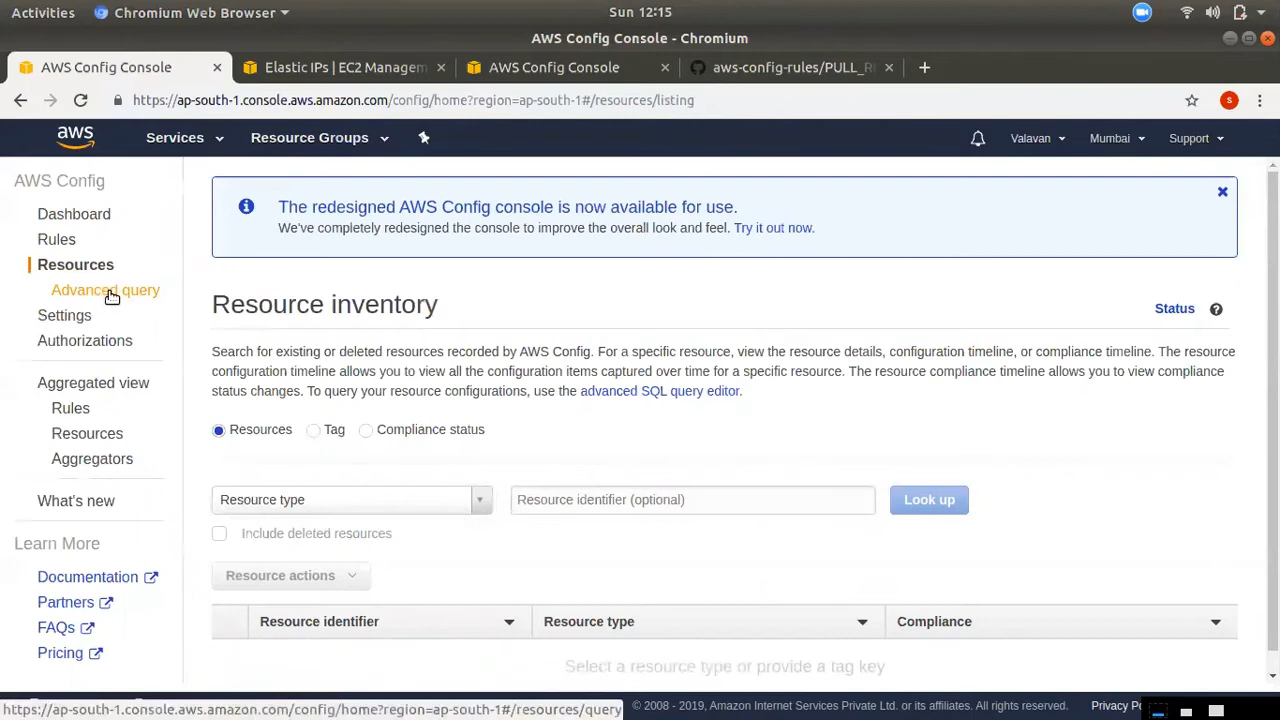 Activities Chromium Web Browser Sun 12:15
AWS Config Console - Chromium
AWS Config Console Elastic IPs | EC2 Managem AWS Config Console aws-config-rules/PULL_R
https://ap-south-1.console.aws.amazon.com/config/home?region=ap-south-1#/resources/listing S
aws Services Resource Groups Valavan Mumbai Support
AWS Config
Dashboard
Rules
Resources
Advanced query
Settings
Authorizations
Aggregated view
Rules
Resources
Aggregators
What's new
Learn More
Documentation
Partners
FAQs
Pricing
The redesigned AWS Config console is now available for use.
We've completely redesigned the console to improve the overall look and feel. Try it out now.
Resource inventory Status
Search for existing or deleted resources recorded by AWS Config. For a specific resource, view the resource details, configuration timeline, or compliance timeline. The resource
configuration timeline allows you to view all the configuration items captured over time for a specific resource. The resource compliance timeline allows you to view compliance
status changes. To query your resource configurations, use the advanced SQL query editor.
Resources Tag Compliance status
Resource type Resource identifier (optional) Look up
Include deleted resources
Resource actions
Resource identifier Resource type Compliance
Select a resource type or provide a tag key
https://ap-south-1.console.aws.amazon.com/config/home?region=ap-south-1#/resources/query © 2008 - 2019, Amazon Internet Services Private Ltd. or its affiliates. All rights reserved. Privacy Po